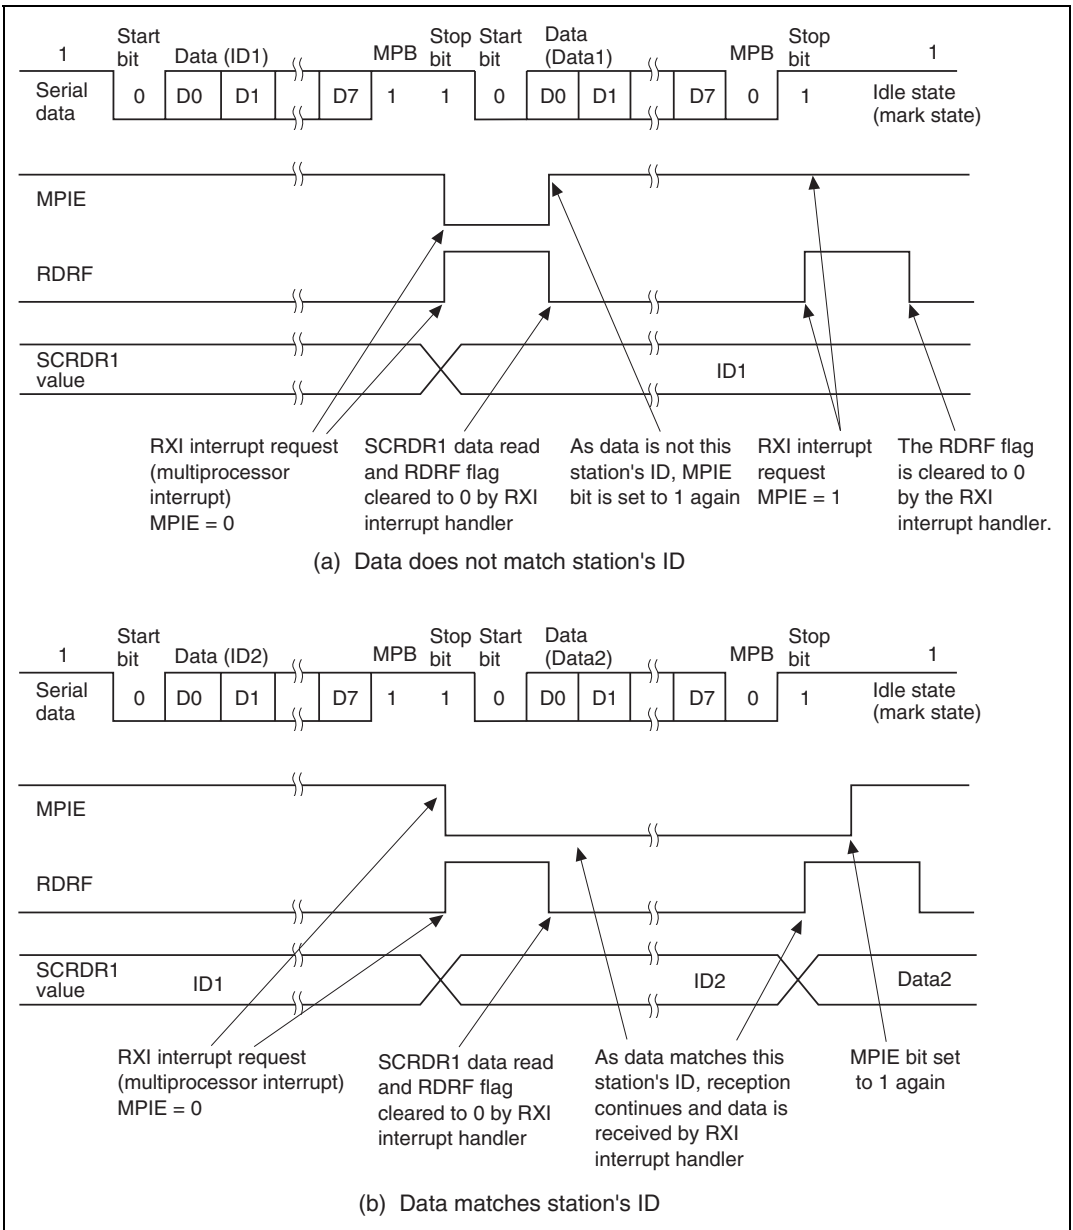 1 Start bit Data (ID1) MPB Stop bit Start bit Data (Data1) MPB Stop bit 1
Serial data 0 D0 D1 D7 1 1 0 D0 D1 D7 0 1 Idle state (mark state)
MPIE
RDRF
SCRDR1 value ID1
RXI interrupt request
(multiprocessor
interrupt)
MPIE = 0
SCRDR1 data read
and RDRF flag
cleared to 0 by RXI
interrupt handler
As data is not this
station's ID, MPIE
bit is set to 1 again
RXI interrupt
request
MPIE = 1
The RDRF flag
is cleared to 0
by the RXI
interrupt handler.
(a) Data does not match station's ID
1 Start bit Data (ID2) MPB Stop bit Start bit Data (Data2) MPB Stop bit 1
Serial data 0 D0 D1 D7 1 1 0 D0 D1 D7 0 1 Idle state (mark state)
MPIE
RDRF
SCRDR1 value ID1 ID2 Data2
RXI interrupt request
(multiprocessor interrupt)
MPIE = 0
SCRDR1 data read
and RDRF flag
cleared to 0 by RXI
interrupt handler
As data matches this
station's ID, reception
continues and data is
received by RXI
interrupt handler
MPIE bit set
to 1 again
(b) Data matches station's ID